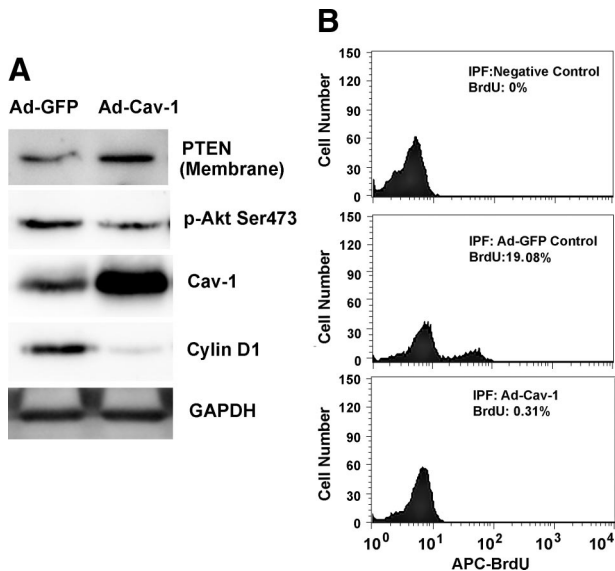 A
Ad-GFP Ad-Cav-1
PTEN
(Membrane)
p-Akt Ser473
Cav-1
Cylin D1
GAPDH
B
150
120
90
60
30
0
Cell Number
IPF:Negative Control
BrdU: 0%
150
120
90
60
30
0
Cell Number
IPF: Ad-GFP Control
BrdU:19.08%
150
120
90
60
30
0
Cell Number
IPF: Ad-Cav-1
BrdU: 0.31%
10⁰ 10¹ 10² 10³ 10⁴
APC-BrdU